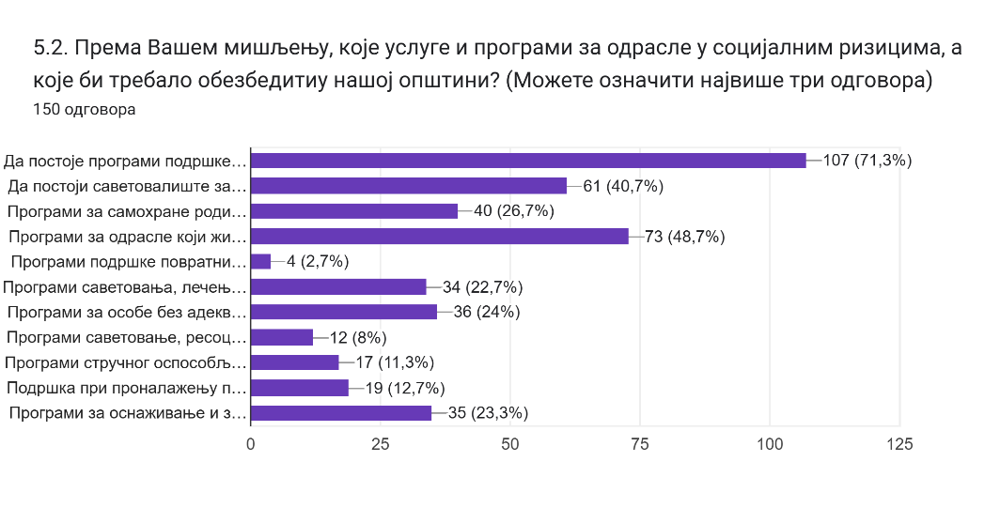 5.2. Према Вашем мишљењу, које услуге и програми за одрасле у социјалним ризицима, а
које би требало обезбедитиу нашој општини? (Можете означити највише три одговора)
150 одговора
Да постоје програми подршке… 107 (71,3%)
Да постоји саветовалиште за… 61 (40,7%)
Програми за самохране роди… 40 (26,7%)
Програми за одрасле који жи… 73 (48,7%)
Програми подршке повратни… 4 (2,7%)
Програми саветовања, лечењ… 34 (22,7%)
Програми за особе без адекв… 36 (24%)
Програми саветовање, ресоц… 12 (8%)
Програми стручног оспособљ… 17 (11,3%)
Подршка при проналажењу п… 19 (12,7%)
Програми за оснаживање и з… 35 (23,3%)
0 25 50 75 100 125